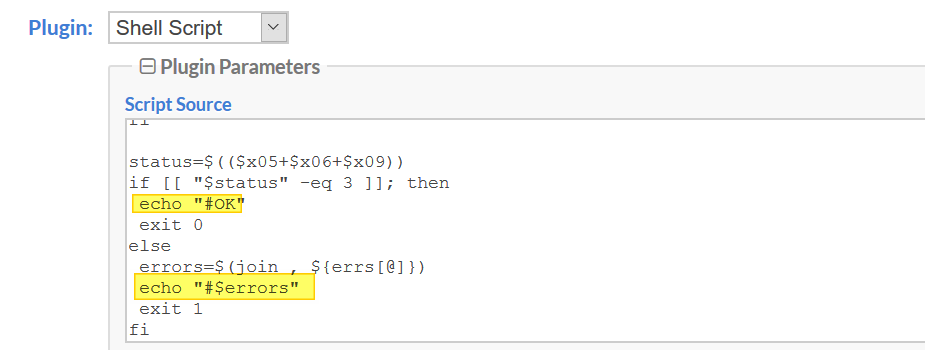 Plugin: Shell Script
Plugin Parameters
Script Source
fi
status=$(($x05+$x06+$x09))
if [[ "$status" -eq 3 ]]; then
echo "#OK"
exit 0
else
errors=$(join , ${errs[@]})
echo "#$errors"
exit 1
fi